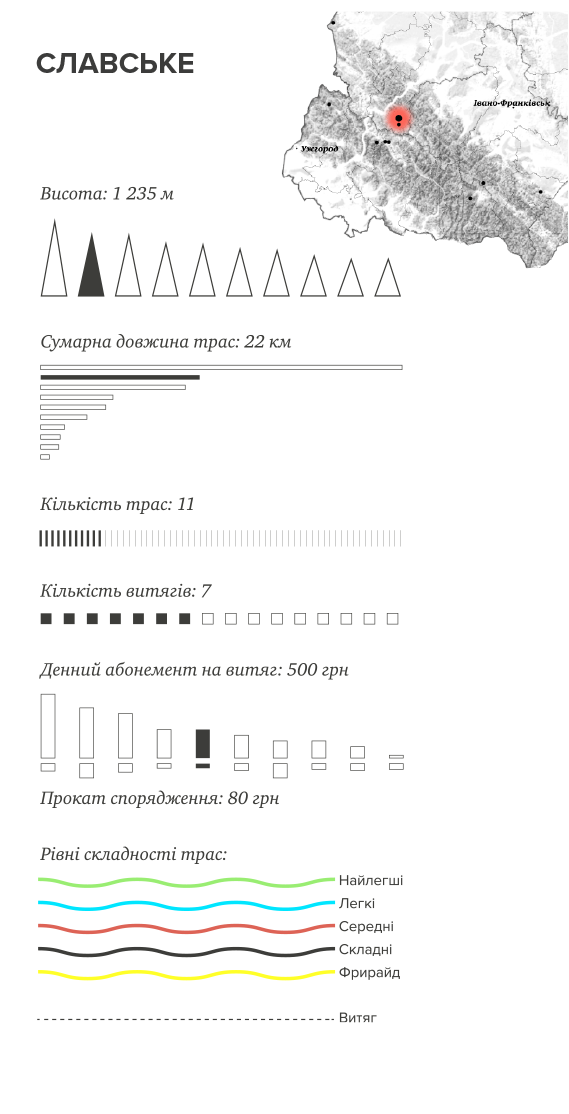 СЛАВСЬКЕ
Івано-Франківськ
Ужгород
Висота: 1 235 м
Сумарна довжина трас: 22 км
Кількість трас: 11
Кількість витягів: 7
Денний абонемент на витяг: 500 грн
Прокат спорядження: 80 грн
Рівні складності трас:
Найлегші
Легкі
Середні
Складні
Фрирайд
Витяг